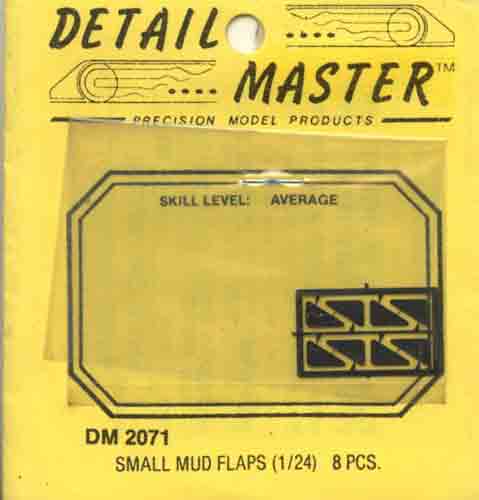 DETAIL
MASTER™
PRECISION MODEL PRODUCTS
SKILL LEVEL: AVERAGE
DM 2071
SMALL MUD FLAPS (1/24) 8 PCS.